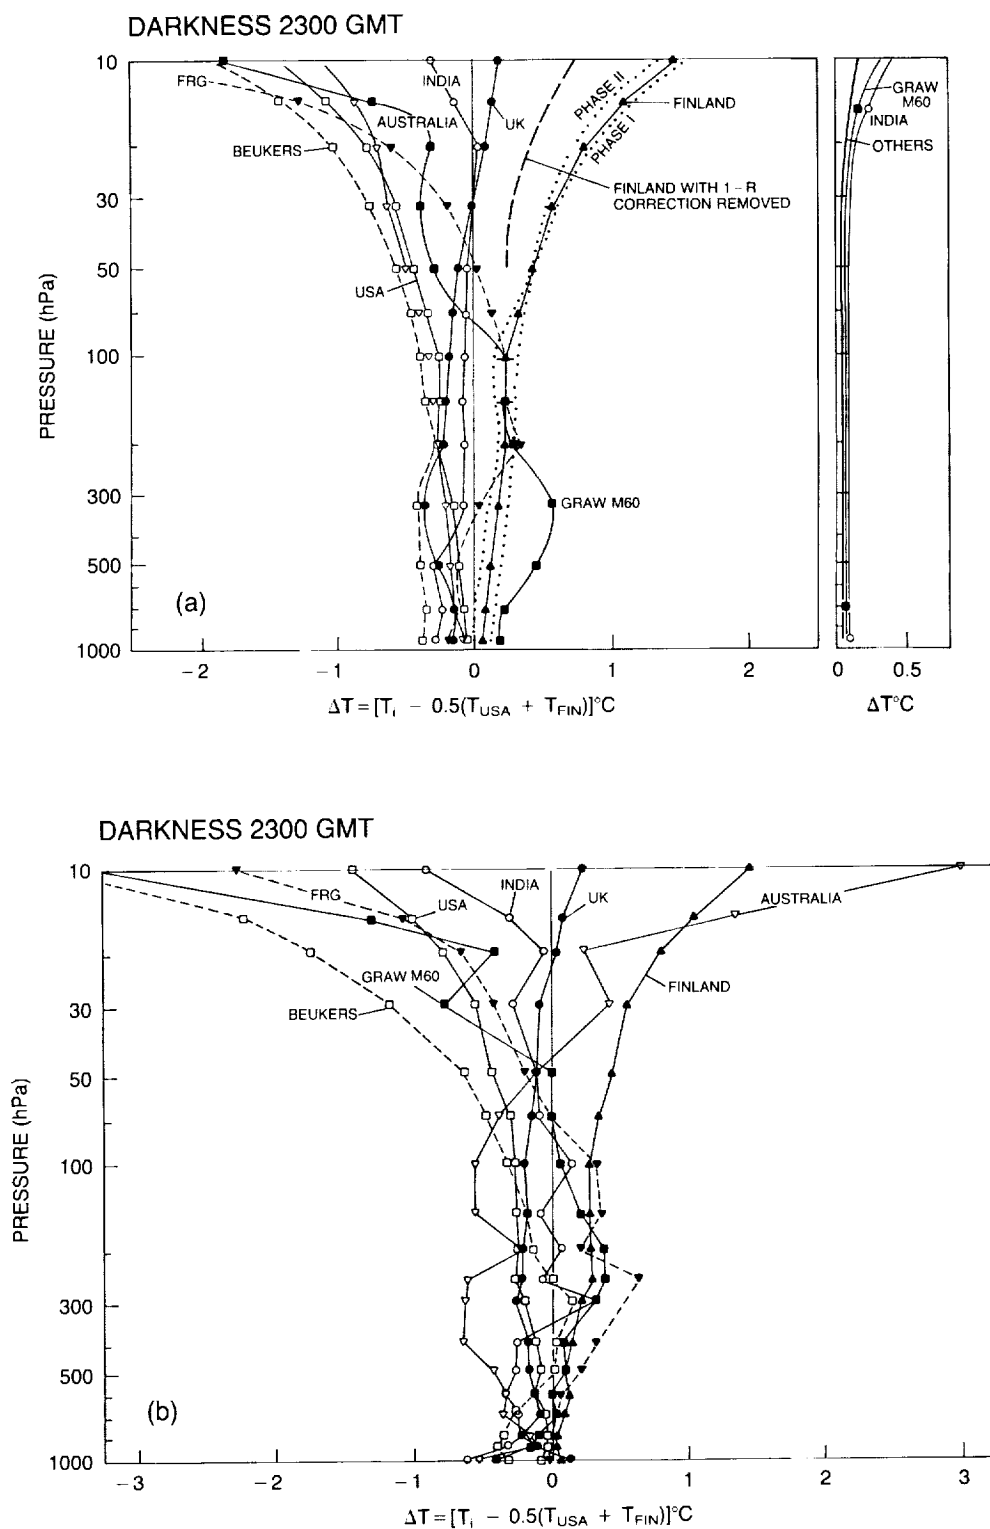 DARKNESS 2300 GMT
10
30
50
100
300
500
1000
PRESSURE (hPa)
FRG
INDIA
AUSTRALIA
UK
BEUKERS
USA
PHASE II
PHASE I
FINLAND
FINLAND WITH 1 – R
CORRECTION REMOVED
GRAW M60
(a)
−2
−1
0
1
2
ΔT = [Ti − 0.5(TUSA + TFIN)]°C
GRAW
M60
INDIA
OTHERS
0
0.5
ΔT°C
DARKNESS 2300 GMT
10
30
50
100
300
500
1000
PRESSURE (hPa)
FRG
USA
INDIA
UK
AUSTRALIA
GRAW M60
BEUKERS
FINLAND
(b)
−3
−2
−1
0
1
2
3
ΔT = [Ti − 0.5(TUSA + TFIN)]°C